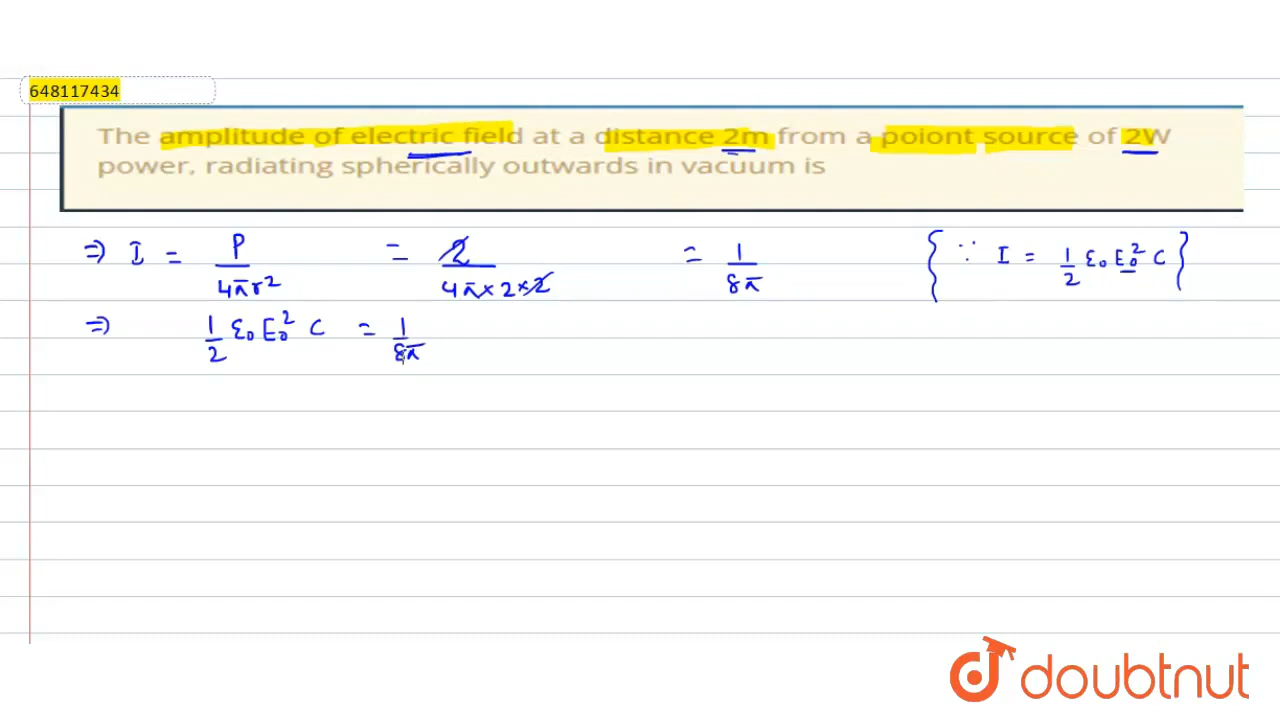 648117434
The amplitude of electric field at a distance 2m from a poiont source of 2W
power, radiating spherically outwards in vacuum is
⇒ I = P/4πr² = 2/4π×2×2 = 1/8π {∵ I = 1/2 ε₀E₀²C}
⇒ 1/2 ε₀E₀²C = 1/8π
doubtnut